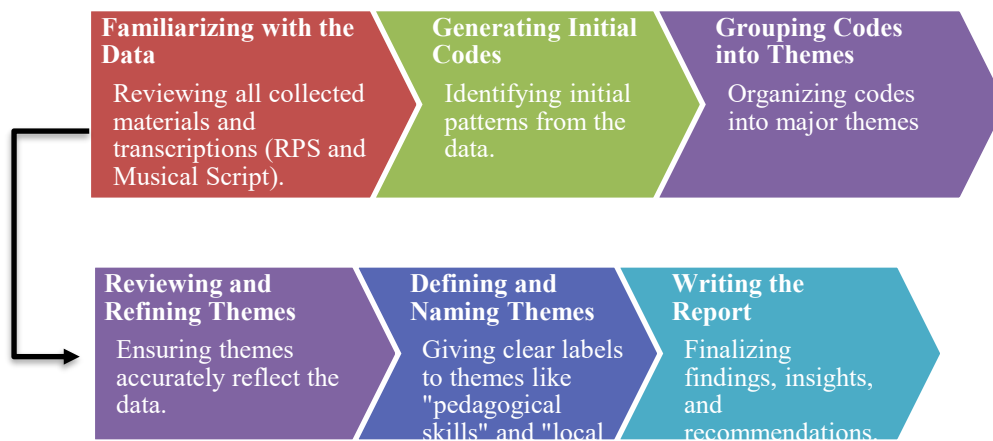 Familiarizing with the
Data
Reviewing all collected
materials and
transcriptions (RPS and
Musical Script).
Generating Initial
Codes
Identifying initial
patterns from the
data.
Grouping Codes
into Themes
Organizing codes
into major themes
Reviewing and
Refining Themes
Ensuring themes
accurately reflect the
data.
Defining and
Naming Themes
Giving clear labels
to themes like
"pedagogical
skills" and "local
Writing the
Report
Finalizing
findings, insights,
and
recommendations.